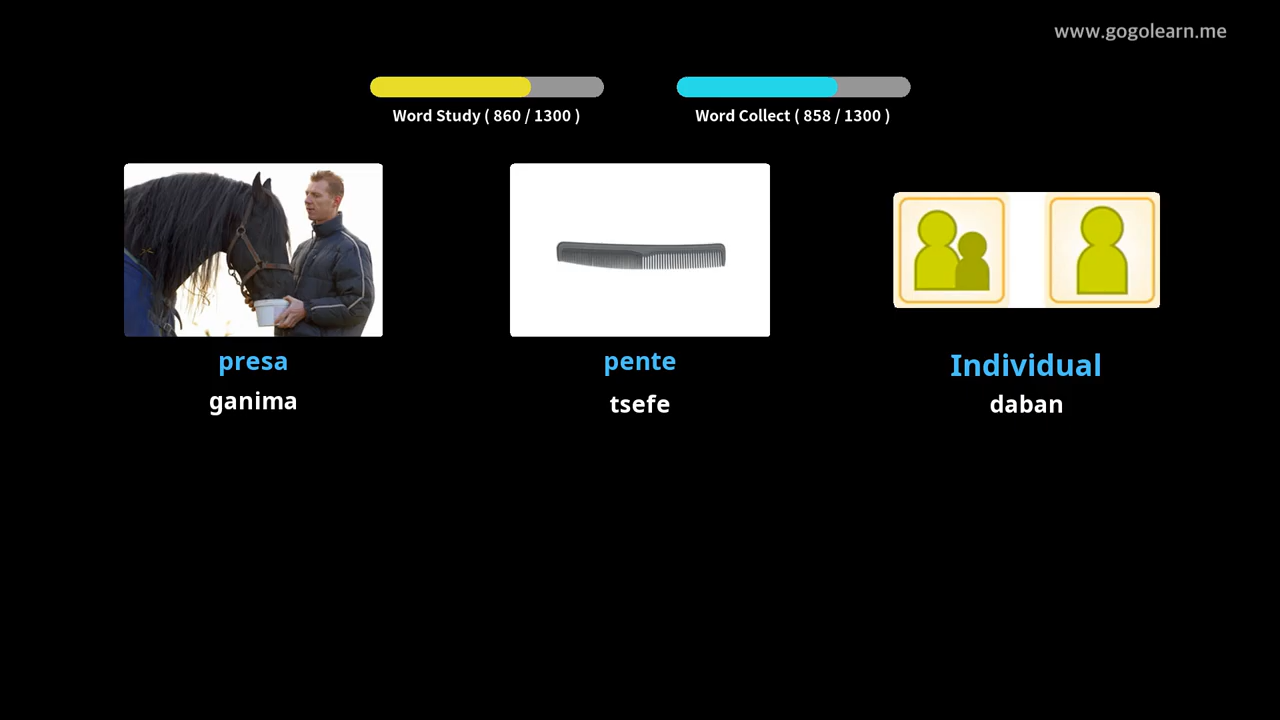 www.gogolearn.me
Word Study ( 860 / 1300 )
Word Collect ( 858 / 1300 )
presa
ganima
pente
tsefe
Individual
daban